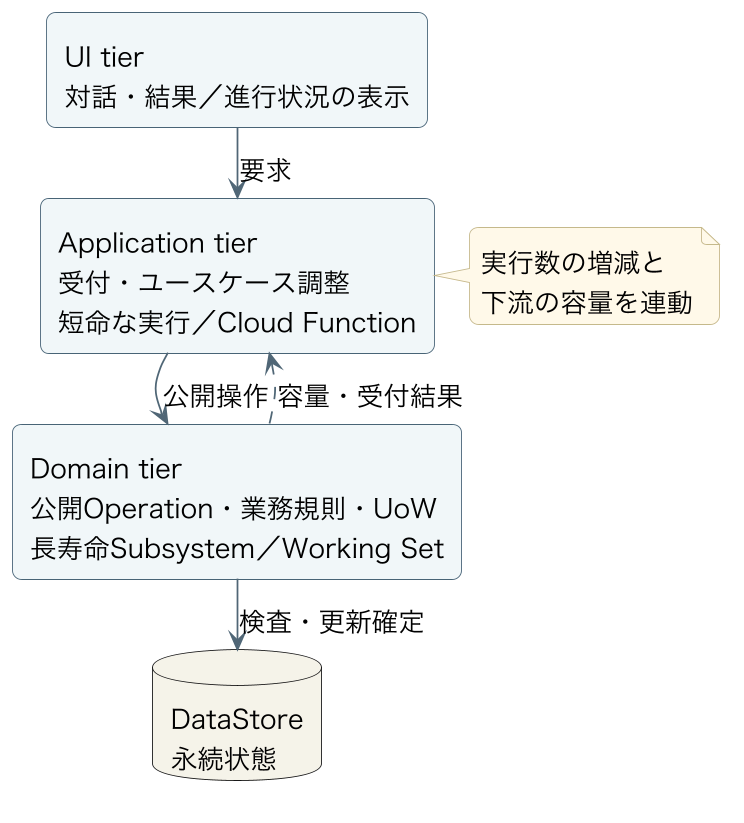 UI tier
対話・結果／進行状況の表示
要求
Application tier
受付・ユースケース調整
短命な実行／Cloud Function
実行数の増減と
下流の容量を連動
公開操作
容量・受付結果
Domain tier
公開Operation・業務規則・UoW
長寿命Subsystem／Working Set
検査・更新確定
DataStore
永続状態